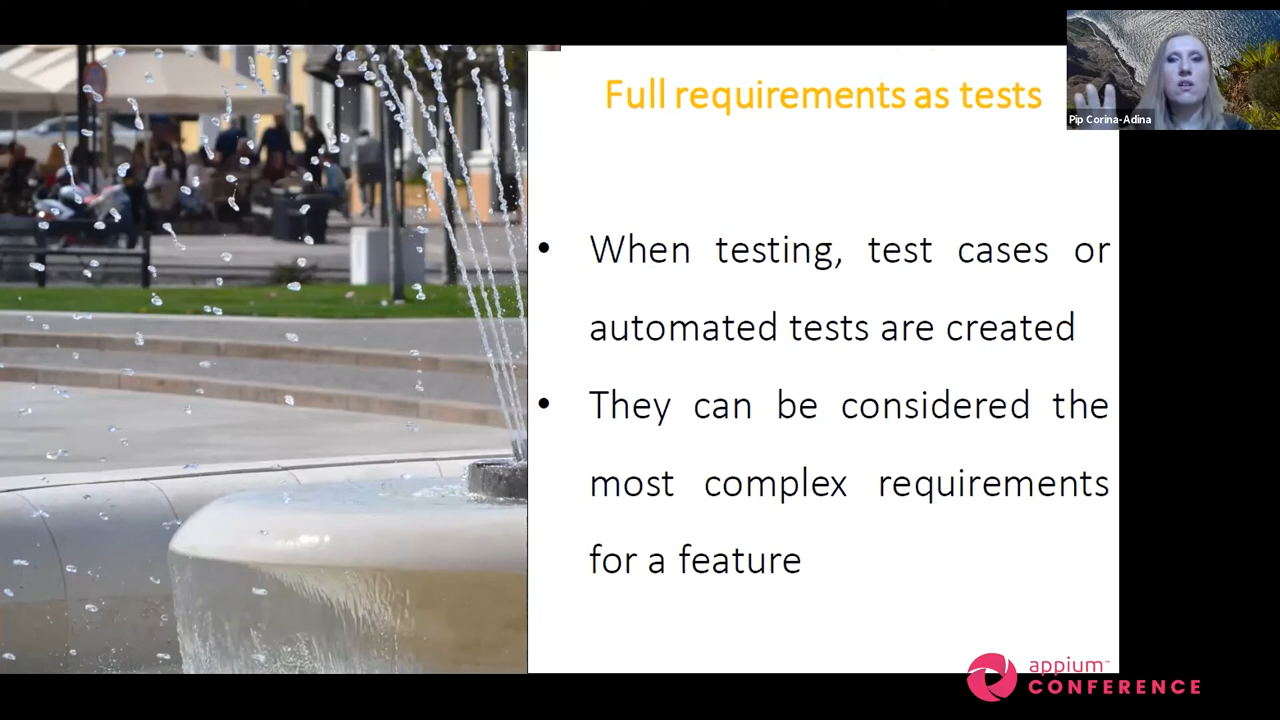 Full requirements as tests
Pip Corina-Adina
• When testing, test cases or
automated tests are created
• They can be considered the
most complex requirements
for a feature
appium™
CONFERENCE